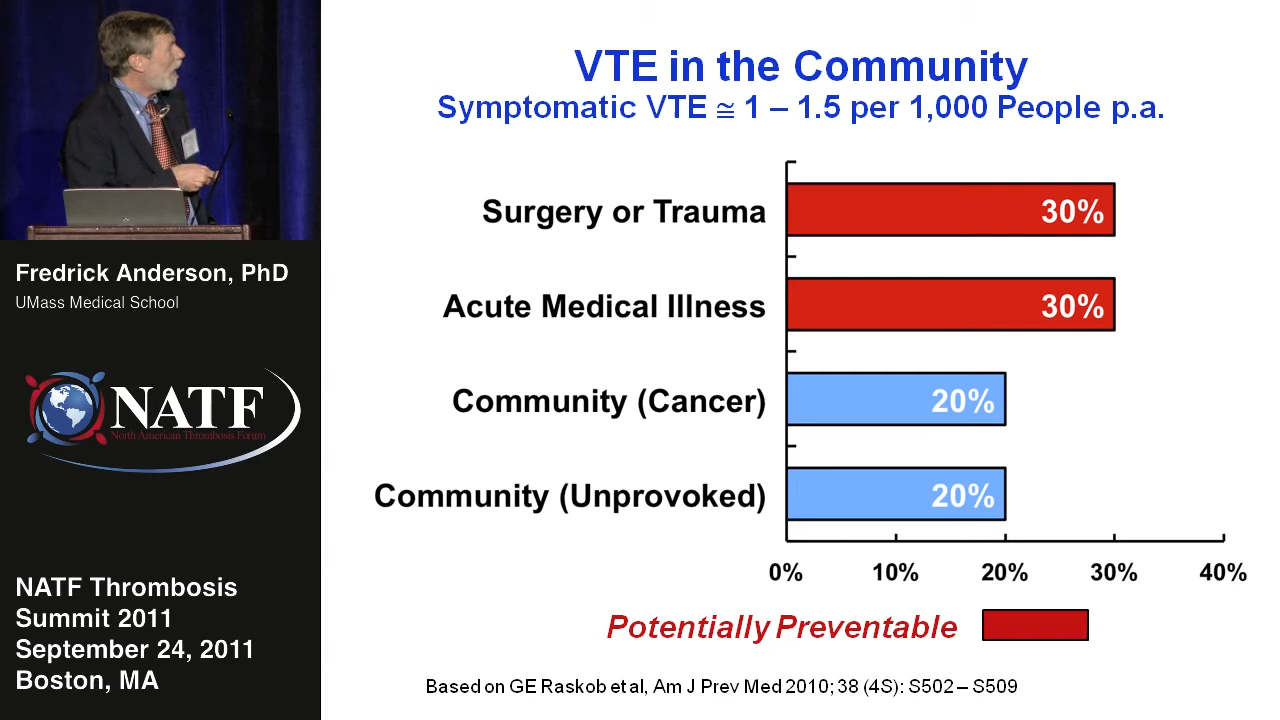 VTE in the Community
Symptomatic VTE ≅ 1 – 1.5 per 1,000 People p.a.
Surgery or Trauma
30%
Acute Medical Illness
30%
Community (Cancer)
20%
Community (Unprovoked)
20%
0% 10% 20% 30% 40%
Potentially Preventable
Based on GE Raskob et al, Am J Prev Med 2010; 38 (4S): S502 – S509
Fredrick Anderson, PhD
UMass Medical School
NATF
North American Thrombosis Forum
NATF Thrombosis
Summit 2011
September 24, 2011
Boston, MA